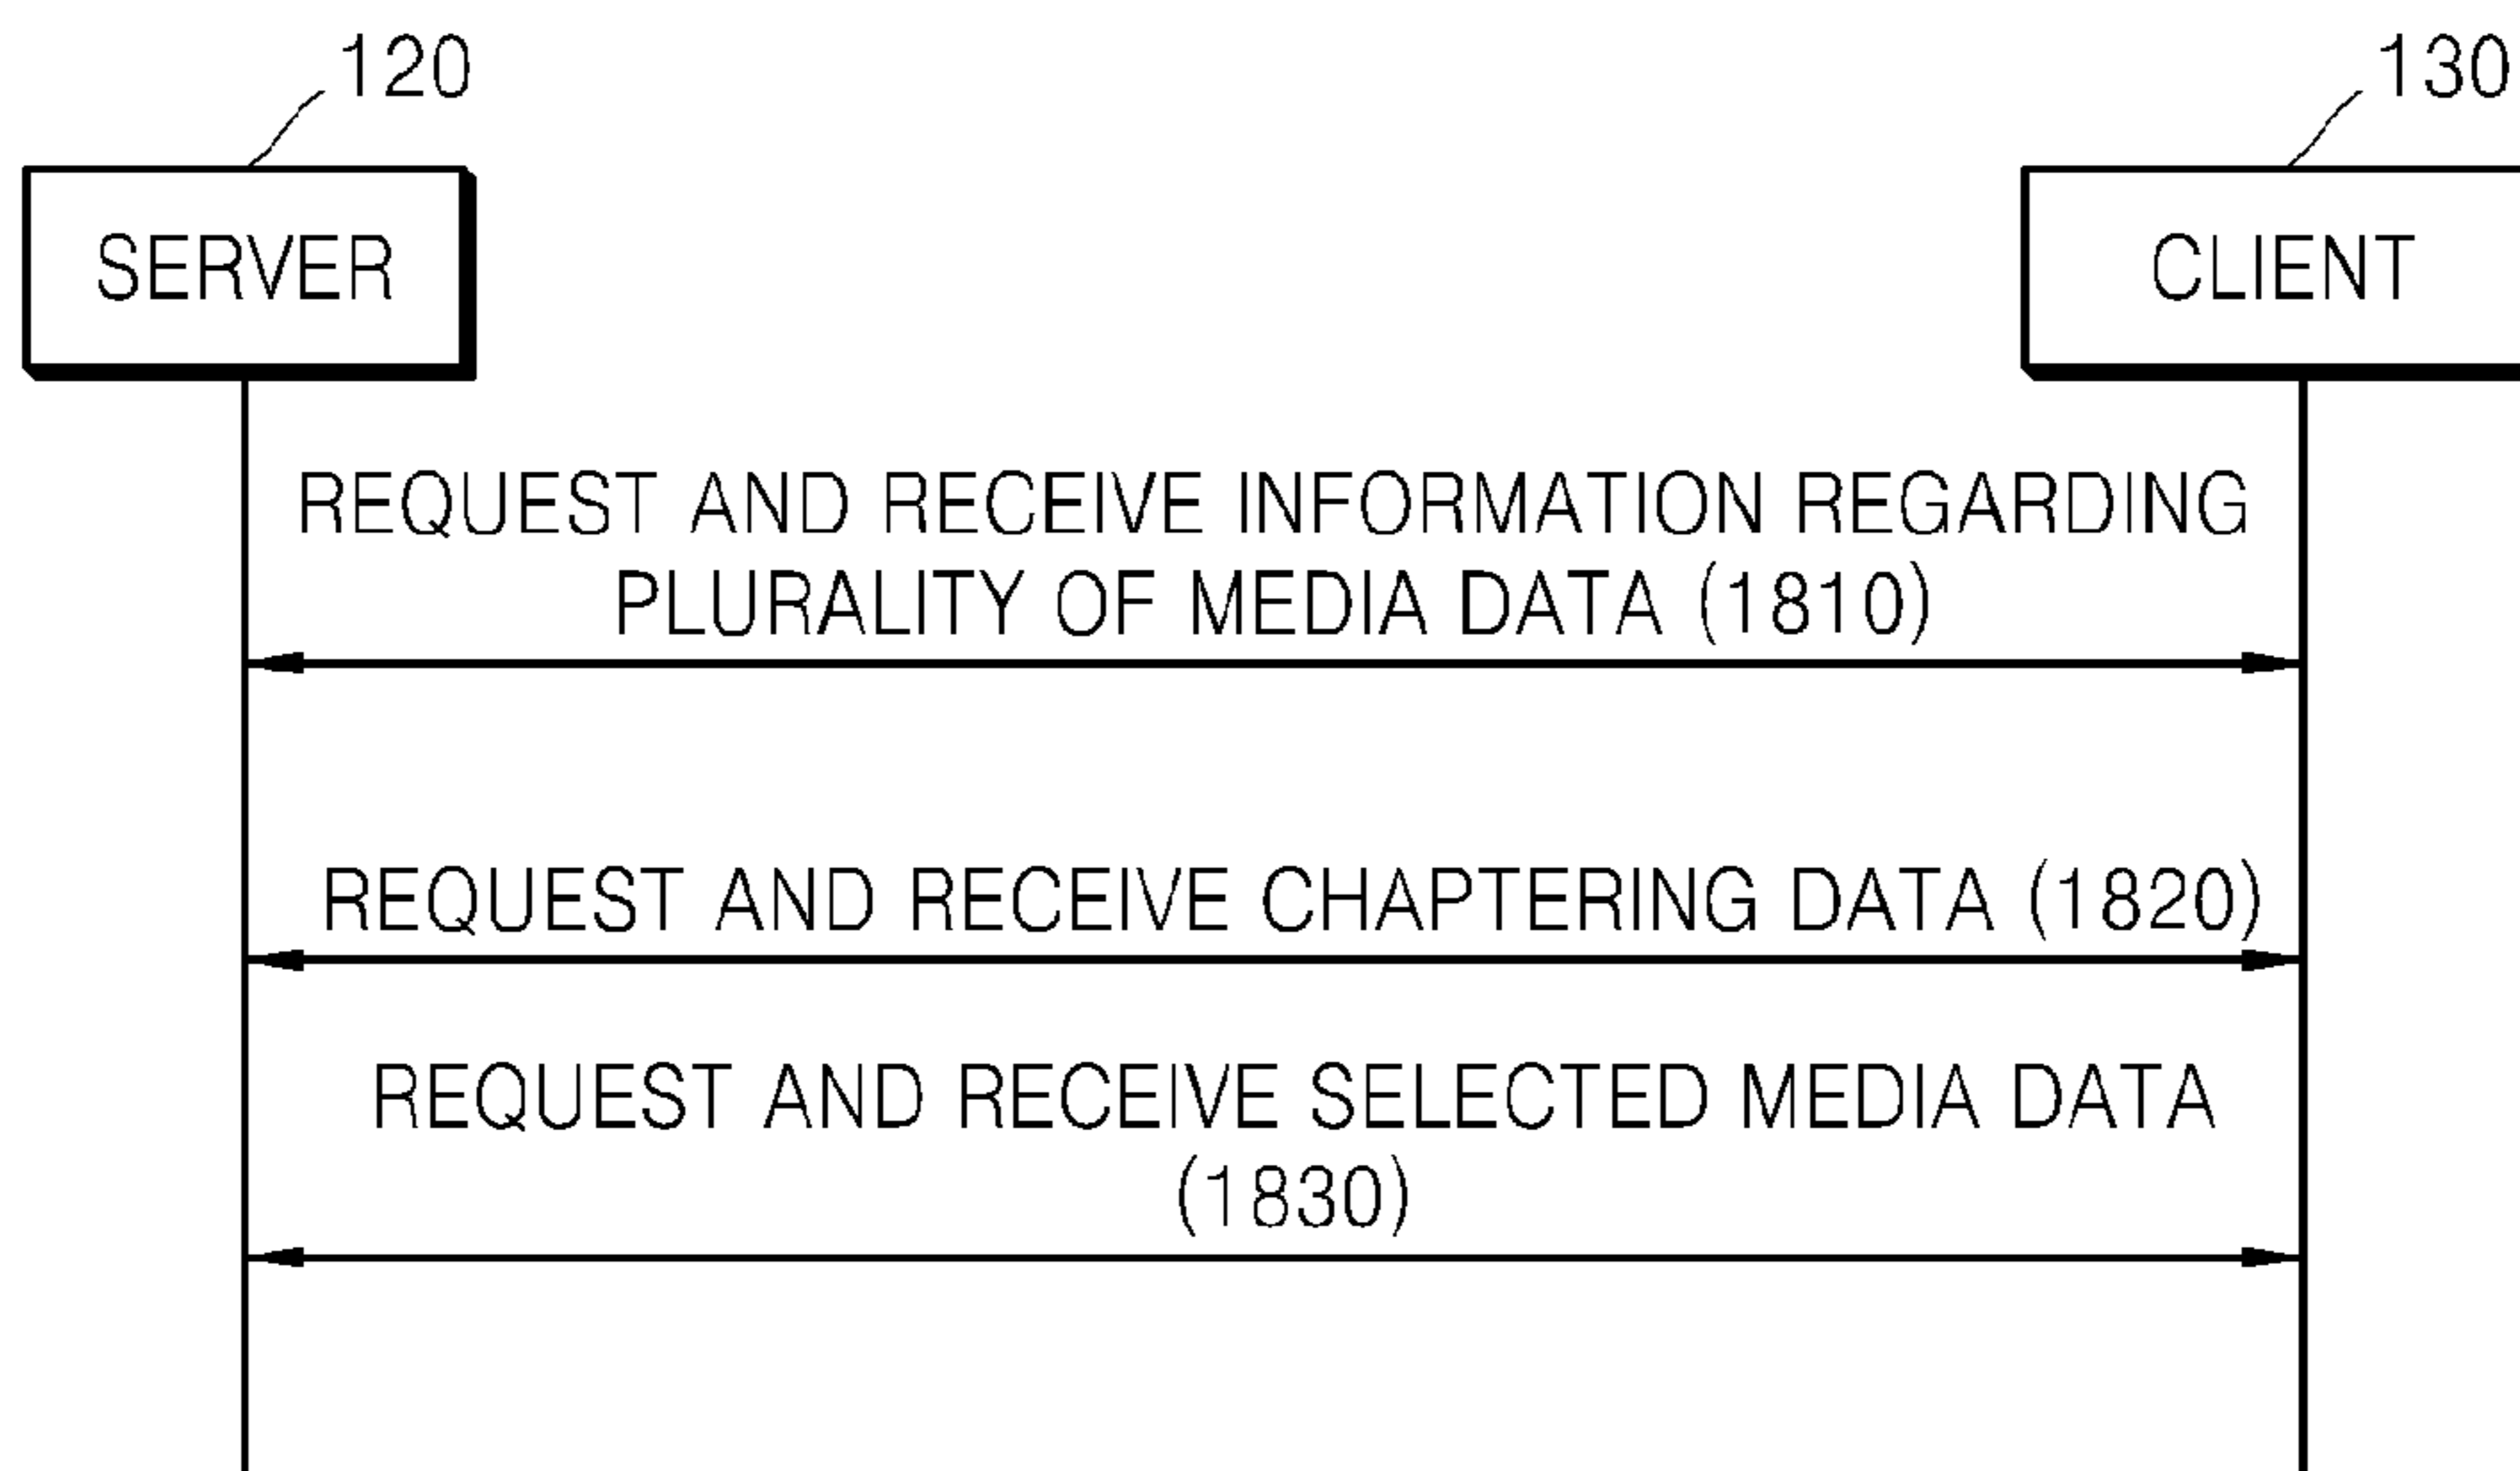 120
130
SERVER
CLIENT
REQUEST AND RECEIVE INFORMATION REGARDING
PLURALITY OF MEDIA DATA (1810)
REQUEST AND RECEIVE CHAPTERING DATA (1820)
REQUEST AND RECEIVE SELECTED MEDIA DATA
(1830)